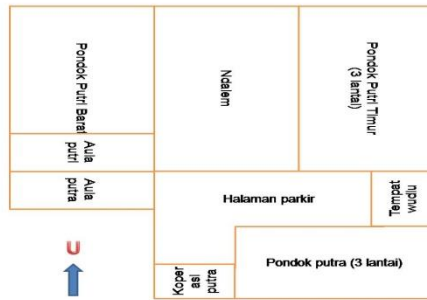 Pondok Putri Barat
Ndalem
Pondok Putri Timur
(3 lantai)
Aula
putri
Aula
putra
Halaman parkir
Tempat
wudlu
Koper
asi
putra
Pondok putra (3 lantai)
U